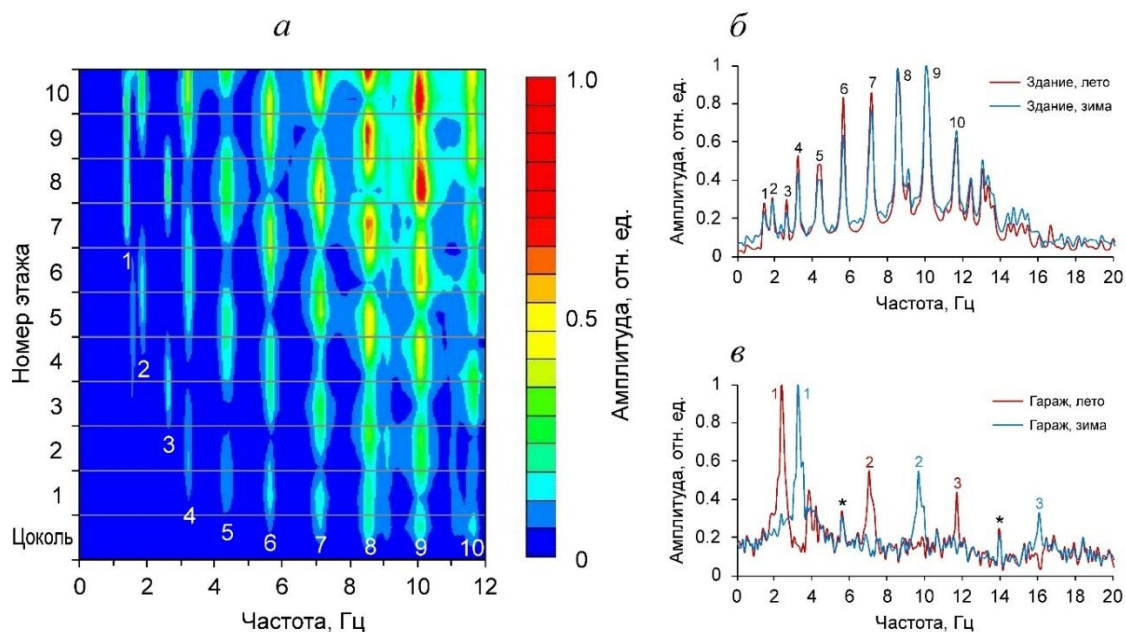 а
Номер этажа
10
9
8
7
6
5
4
3
2
1
Цоколь
1
2
3
4
5
6
7
8
9
10
0 2 4 6 8 10 12
Частота, Гц
1.0
0.5
0
Амплитуда, отн. ед.
б
Амплитуда, отн. ед.
1
0.8
0.6
0.4
0.2
0
1 2 3 4 5 6 7 8 9 10
Здание, лето
Здание, зима
0 2 4 6 8 10 12 14 16 18 20
Частота, Гц
в
Амплитуда, отн. ед.
1
0.8
0.6
0.4
0.2
0
1 1
2 2
3 3
* *
Гараж, лето
Гараж, зима
0 2 4 6 8 10 12 14 16 18 20
Частота, Гц